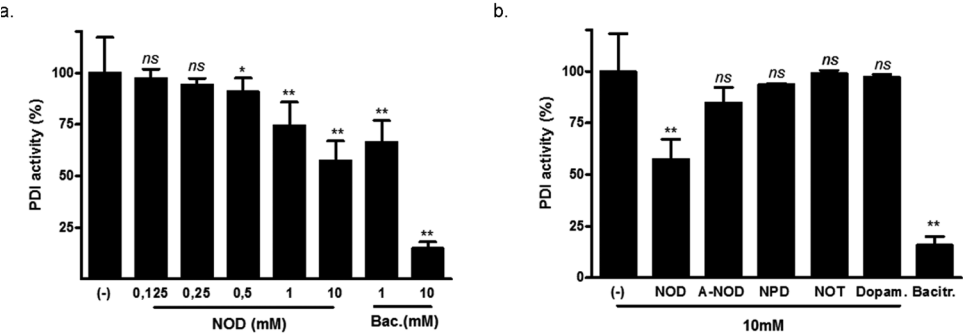 a.
PDI activity (%)
100
75
50
25
ns
ns
*
**
**
**
**
(-) 0,125 0,25 0,5 1 10 1 10
NOD (mM) Bac.(mM)
b.
PDI activity (%)
100
75
50
25
0
**
ns
ns
ns
ns
**
(-) NOD A-NOD NPD NOT Dopam. Bacitr.
10mM